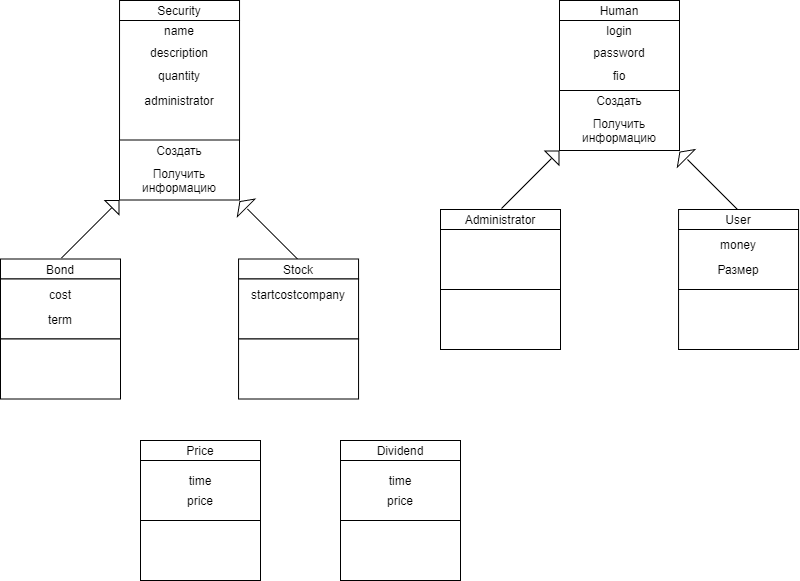 Security
name
description
quantity
administrator
Создать
Получить
информацию
Human
login
password
fio
Создать
Получить
информацию
Bond
cost
term
Stock
startcostcompany
Administrator
User
money
Размер
Price
time
price
Dividend
time
price